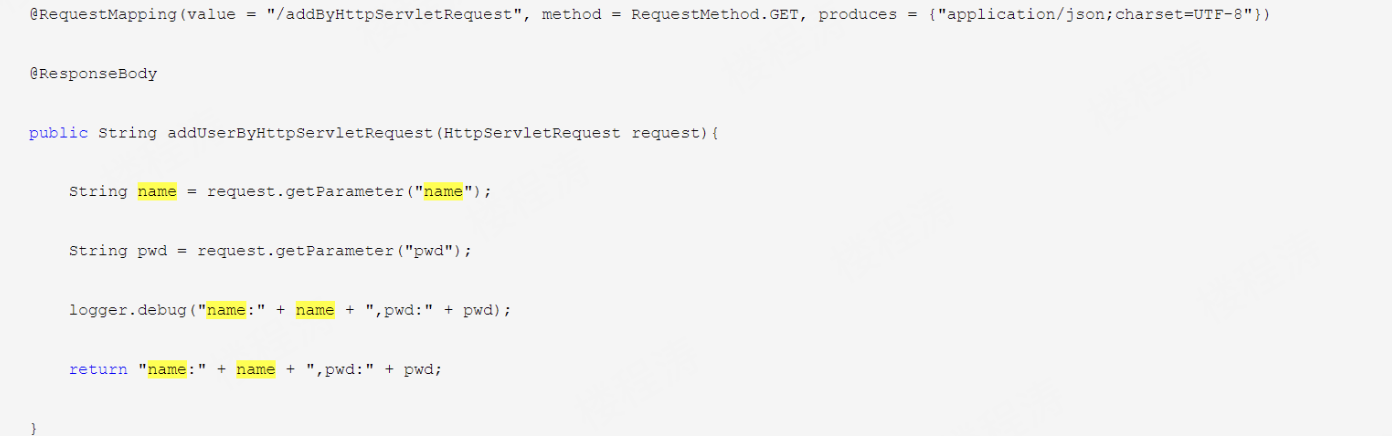 @RequestMapping(value = "/addByHttpServletRequest", method = RequestMethod.GET, produces = {"application/json;charset=UTF-8"})
@ResponseBody
public String addUserByHttpServletRequest(HttpServletRequest request){
String name = request.getParameter("name");
String pwd = request.getParameter("pwd");
logger.debug("name:" + name + ",pwd:" + pwd);
return "name:" + name + ",pwd:" + pwd;
}